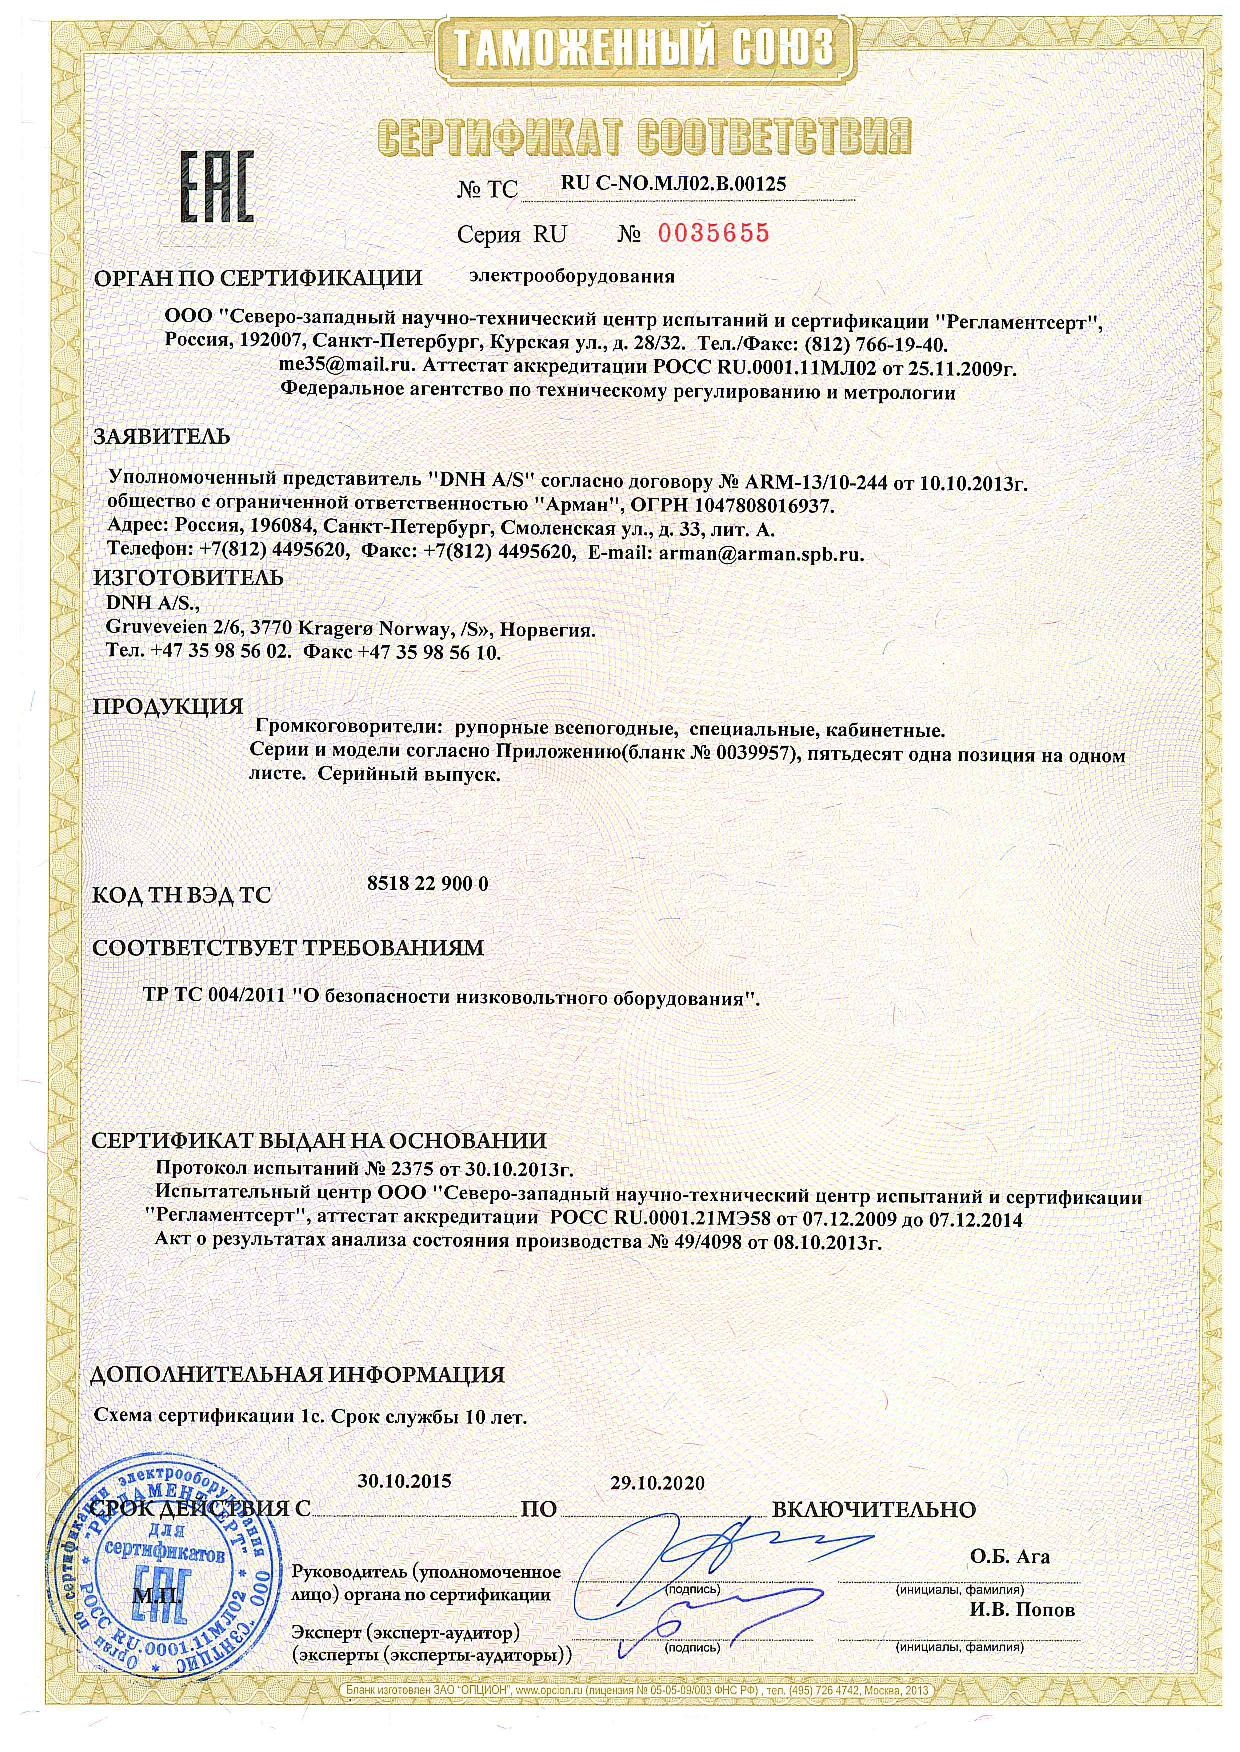 ТАМОЖЕННЫЙ СОЮЗ
СЕРТИФИКАТ СООТВЕТСТВИЯ
EAC
№ ТС RU C-NO.МЛ02.B.00125
Серия RU № 0035655
ОРГАН ПО СЕРТИФИКАЦИИ электрооборудования
ООО "Северо-западный научно-технический центр испытаний и сертификации "Регламентсерт",
Россия, 192007, Санкт-Петербург, Курская ул., д. 28/32. Тел./Факс: (812) 766-19-40.
me35@mail.ru. Аттестат аккредитации РОСС RU.0001.11МЛ02 от 25.11.2009г.
Федеральное агентство по техническому регулированию и метрологии
ЗАЯВИТЕЛЬ
Уполномоченный представитель "DNH A/S" согласно договору № ARM-13/10-244 от 10.10.2013г.
общество с ограниченной ответственностью "Арман", ОГРН 1047808016937.
Адрес: Россия, 196084, Санкт-Петербург, Смоленская ул., д. 33, лит. А.
Телефон: +7(812) 4495620, Факс: +7(812) 4495620, E-mail: arman@arman.spb.ru.
ИЗГОТОВИТЕЛЬ
DNH A/S.,
Gruveveien 2/6, 3770 Kragerø Norway, /S», Норвегия.
Тел. +47 35 98 56 02. Факс +47 35 98 56 10.
ПРОДУКЦИЯ
Громкоговорители: рупорные всепогодные, специальные, кабинетные.
Серии и модели согласно Приложению(бланк № 0039957), пятьдесят одна позиция на одном
листе. Серийный выпуск.
КОД ТН ВЭД ТС 8518 22 900 0
СООТВЕТСТВУЕТ ТРЕБОВАНИЯМ
ТР ТС 004/2011 "О безопасности низковольтного оборудования".
СЕРТИФИКАТ ВЫДАН НА ОСНОВАНИИ
Протокол испытаний № 2375 от 30.10.2013г.
Испытательный центр ООО "Северо-западный научно-технический центр испытаний и сертификации
"Регламентсерт", аттестат аккредитации РОСС RU.0001.21МЭ58 от 07.12.2009 до 07.12.2014
Акт о результатах анализа состояния производства № 49/4098 от 08.10.2013г.
ДОПОЛНИТЕЛЬНАЯ ИНФОРМАЦИЯ
Схема сертификации 1с. Срок службы 10 лет.
СРОК ДЕЙСТВИЯ С 30.10.2015 ПО 29.10.2020 ВКЛЮЧИТЕЛЬНО
Орган по сертификации электрооборудования ООО "СЗНТЦИС
"РЕГЛАМЕНТСЕРТ"
РОСС RU.0001.11МЛ02
для
сертификатов
EAC
М.П.
Руководитель (уполномоченное
лицо) органа по сертификации
(подпись)
О.Б. Ага
(инициалы, фамилия)
Эксперт (эксперт-аудитор)
(эксперты (эксперты-аудиторы))
(подпись)
И.В. Попов
(инициалы, фамилия)
Бланк изготовлен ЗАО "ОПЦИОН", www.opcion.ru (лицензия № 05-05-09/003 ФНС РФ), тел. (495) 726 4742, Москва, 2013